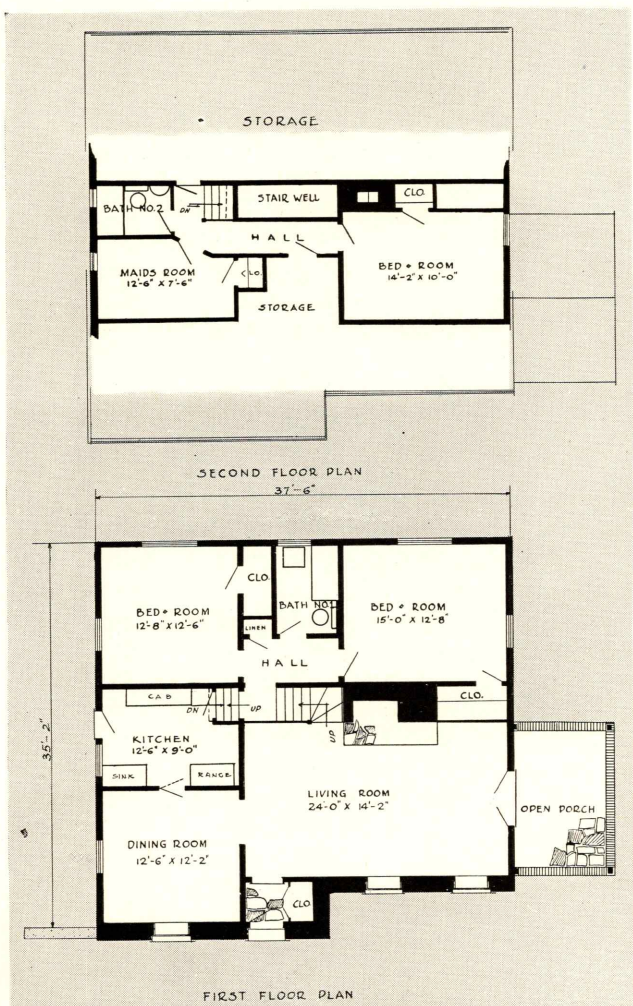 STORAGE
BATH NO.2
DN
STAIR WELL
CLO.
HALL
MAIDS ROOM
12'-6" X 7'-6"
CLO.
BED • ROOM
14'-2" X 10'-0"
STORAGE
SECOND FLOOR PLAN
37'-6"
BED • ROOM
12'-8" X 12'-6"
CLO.
BATH NO.1
BED • ROOM
15'-0" X 12'-8"
LINEN
HALL
CAB
DN
UP
CLO.
35'-2"
KITCHEN
12'-6" X 9'-0"
UP
SINK
RANGE
LIVING ROOM
24'-0" X 14'-2"
OPEN PORCH
DINING ROOM
12'-6" X 12'-2"
CLO.
FIRST FLOOR PLAN